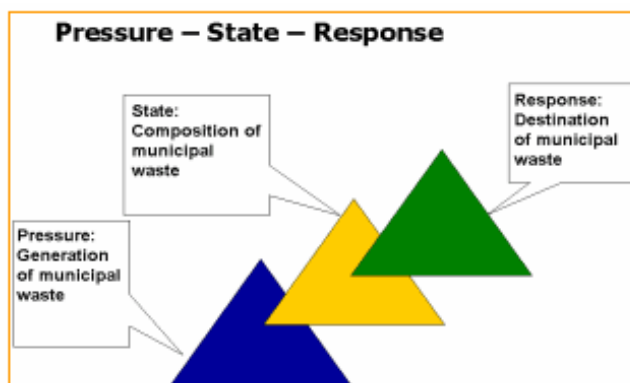 Pressure – State – Response
State:
Composition of
municipal
waste
Response:
Destination
of municipal
waste
Pressure:
Generation
of municipal
waste